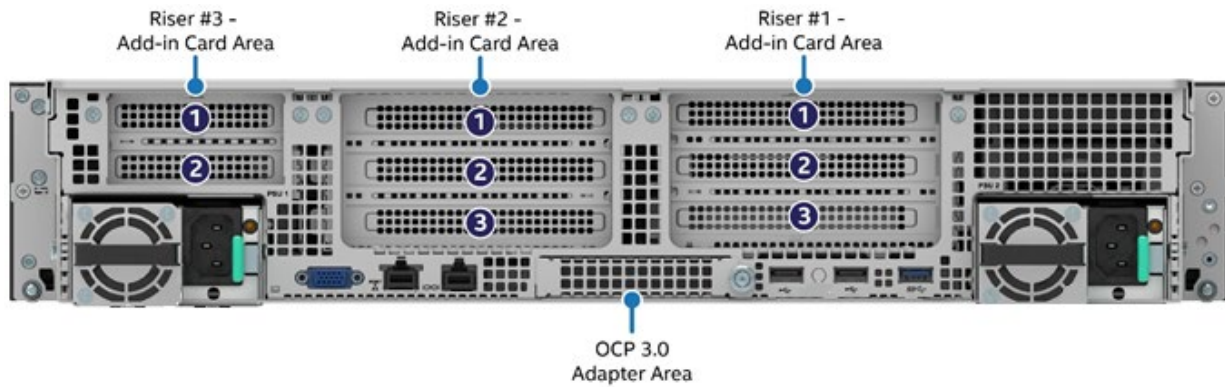 Riser #3 -
Add-in Card Area
Riser #2 -
Add-in Card Area
Riser #1 -
Add-in Card Area
1
1
1
2
2
2
PSU 1
PSU 2
3
3
OCP 3.0
Adapter Area